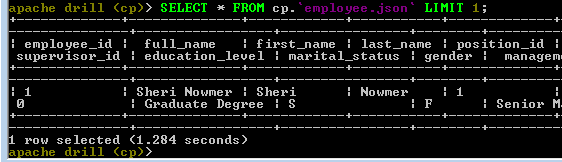 apache drill (cp)> SELECT * FROM cp.`employee.json` LIMIT 1;
| employee_id | full_name | first_name | last_name | position_id |
supervisor_id | education_level | marital_status | gender | managem
| 1 | Sheri Nowmer | Sheri | Nowmer | 1
0 | Graduate Degree | S | F | Senior M
1 row selected (1.284 seconds)
apache drill (cp)>